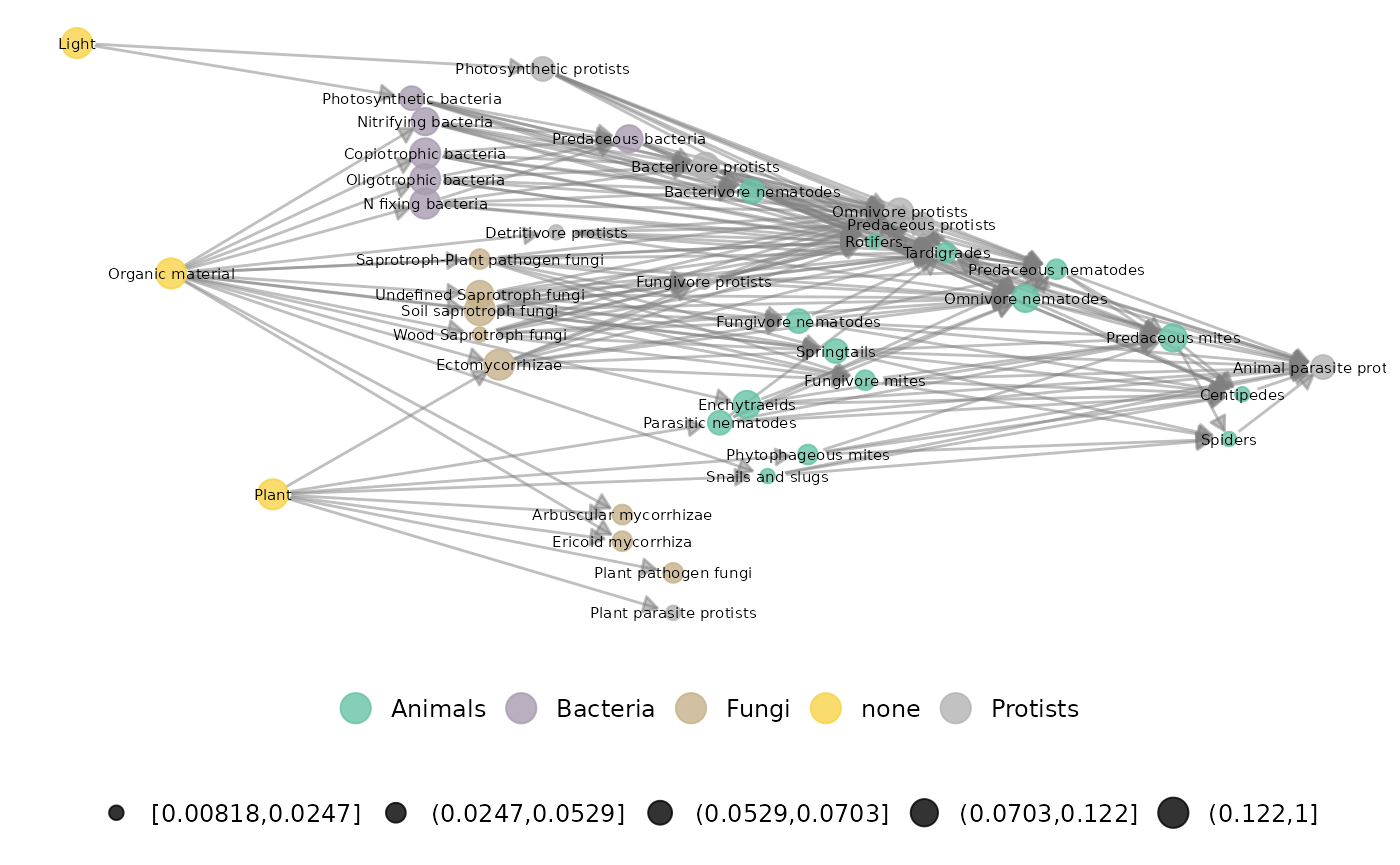 Light
Photosynthetic protists
Photosynthetic bacteria
Nitrifying bacteria
Predaceous bacteria
Copiotrophic bacteria
Bacterivore protists
Oligotrophic bacteria
Bacterivore nematodes
N fixing bacteria
Omnivore protists
Predaceous protists
Detritivore protists
Rotifers
Tardigrades
Saprotroph-Plant pathogen fungi
Predaceous nematodes
Organic material
Fungivore protists
Undefined Saprotroph fungi
Omnivore nematodes
Soil saprotroph fungi
Fungivore nematodes
Wood Saprotroph fungi
Predaceous mites
Springtails
Ectomycorrhizae
Animal parasite prot
Fungivore mites
Centipedes
Enchytraeids
Parasitic nematodes
Spiders
Phytophageous mites
Snails and slugs
Plant
Arbuscular mycorrhizae
Ericoid mycorrhiza
Plant pathogen fungi
Plant parasite protists
Animals Bacteria Fungi none Protists
[0.00818,0.0247] (0.0247,0.0529] (0.0529,0.0703] (0.0703,0.122] (0.122,1]